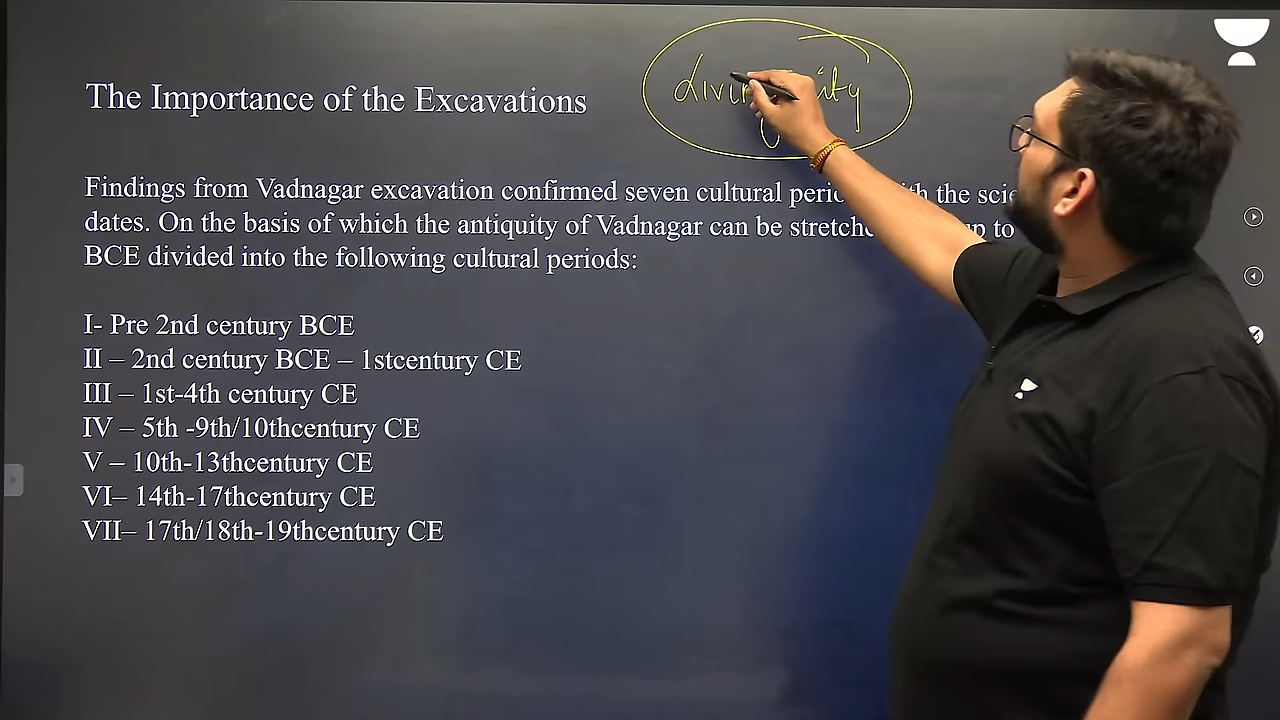 The Importance of the Excavations
Findings from Vadnagar excavation confirmed seven cultural the
dates. On the basis of which the antiquity of Vadnagar can be up to
BCE divided into the following cultural periods:
I- Pre 2nd century BCE
II – 2nd century BCE – 1stcentury CE
III – 1st-4th century CE
IV – 5th -9th/10thcentury CE
V – 10th-13thcentury CE
VI– 14th-17thcentury CE
VII– 17th/18th-19thcentury CE